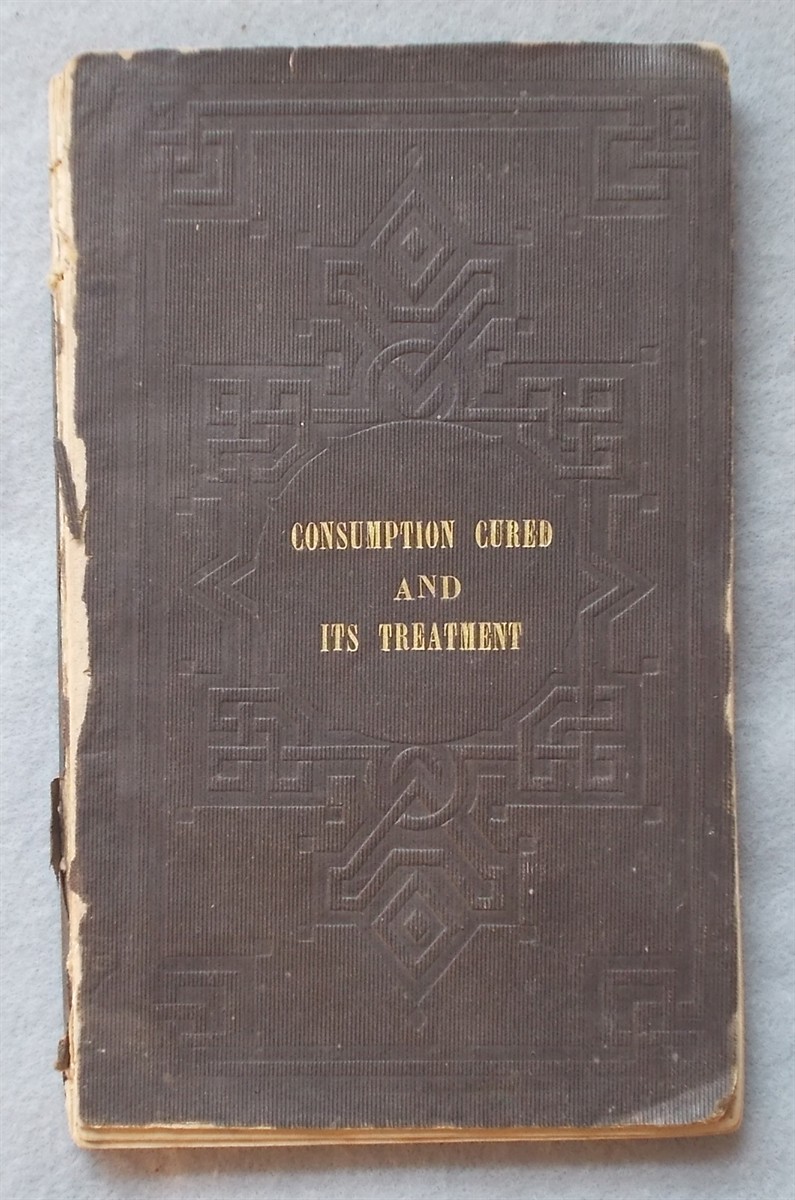 CONSUMPTION CURED
AND
ITS TREATMENT